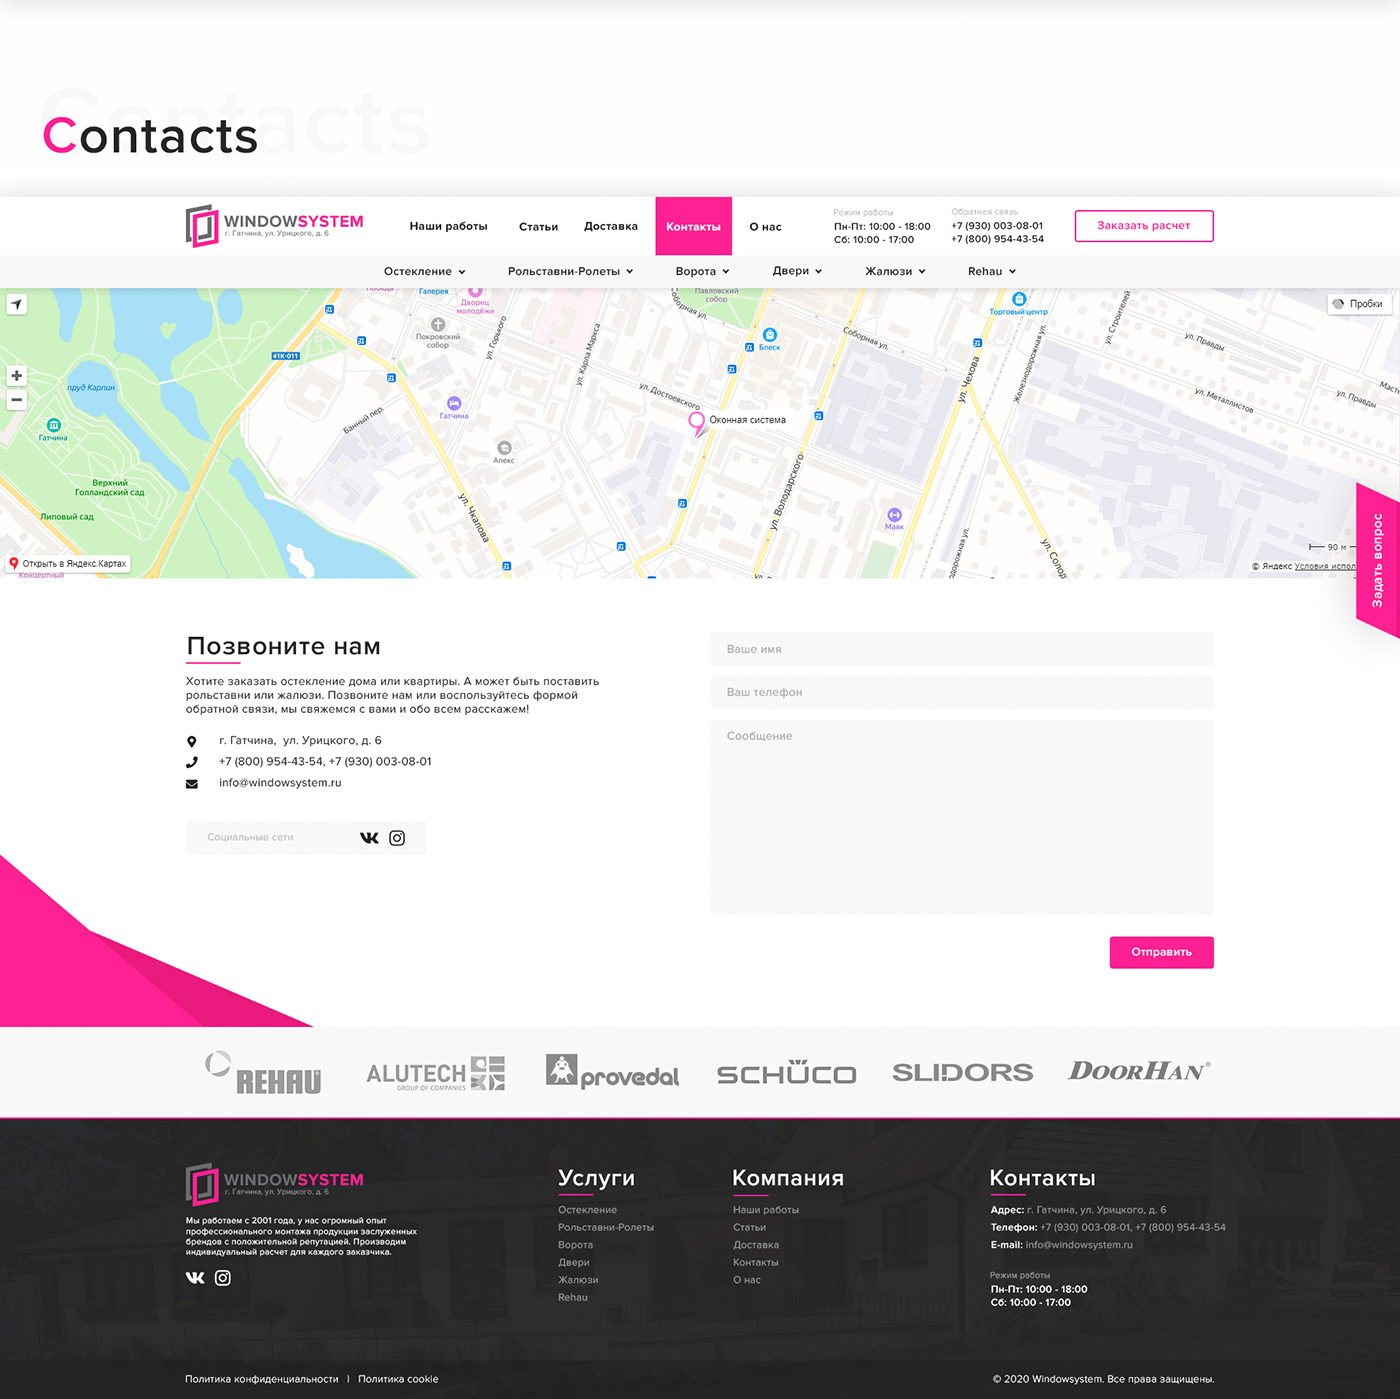 Contacts
WINDOWSYSTEM
г. Гатчина, ул. Урицкого, д. 6
Наши работы
Статьи
Доставка
Контакты
О нас
Режим работы
Пн-Пт: 10:00 - 18:00
Сб: 10:00 - 17:00
Обратная связь
+7 (930) 003-08-01
+7 (800) 954-43-54
Заказать расчет
Остекление
Рольставни-Ролеты
Ворота
Двери
Жалюзи
Rehau
Победа
Галерея
Дворец
молодёжи
Покровский
собор
ул. Горького
ул. Карла Маркса
Соборная ул.
Павловский
собор
Блеск
Соборная ул.
Торговый центр
ул. Чехова
Железнодорожная ул.
ул. Строителей
ул. Правды
ул. Металлистов
Мастер
ул. Правды
Пробки
41К-011
пруд Карпин
Гатчина
Банный пер.
Гатчина
Апекс
ул. Достоевского
Оконная система
ул. Володарского
Маяк
ул. Чкалова
Верхний
Голландский сад
Липовый сад
Открыть в Яндекс.Картах
Концертный
дорожная ул.
ул. Солод
90 м
© Яндекс Условия испол
Задать вопрос
Позвоните нам
Хотите заказать остекление дома или квартиры. А может быть поставить
рольставни или жалюзи. Позвоните нам или воспользуйтесь формой
обратной связи, мы свяжемся с вами и обо всем расскажем!
г. Гатчина, ул. Урицкого, д. 6
+7 (800) 954-43-54, +7 (930) 003-08-01
info@windowsystem.ru
Социальные сети
Ваше имя
Ваш телефон
Сообщение
Отправить
REHAU
ALUTECH
GROUP OF COMPANIES
provedal
SCHÜCO
SLIDORS
DOORHAN®
WINDOWSYSTEM
г. Гатчина, ул. Урицкого, д. 6
Мы работаем с 2001 года, у нас огромный опыт
профессионального монтажа продукции заслуженных
брендов с положительной репутацией. Производим
индивидуальный расчет для каждого заказчика.
Услуги
Остекление
Рольставни-Ролеты
Ворота
Двери
Жалюзи
Rehau
Компания
Наши работы
Статьи
Доставка
Контакты
О нас
Контакты
Адрес: г. Гатчина, ул. Урицкого, д. 6
Телефон: +7 (930) 003-08-01, +7 (800) 954-43-54
E-mail: info@windowsystem.ru
Режим работы
Пн-Пт: 10:00 - 18:00
Сб: 10:00 - 17:00
Политика конфиденциальности | Политика cookie
© 2020 Windowsystem. Все права защищены.